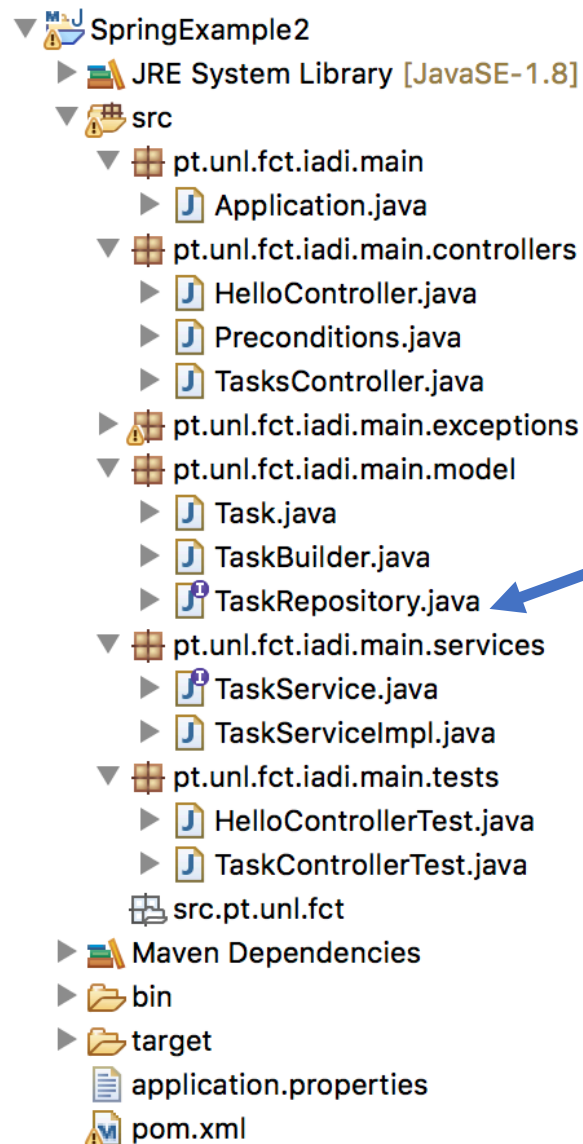 SpringExample2
JRE System Library [JavaSE-1.8]
src
pt.unl.fct.iadi.main
Application.java
pt.unl.fct.iadi.main.controllers
HelloController.java
Preconditions.java
TasksController.java
pt.unl.fct.iadi.main.exceptions
pt.unl.fct.iadi.main.model
Task.java
TaskBuilder.java
TaskRepository.java
pt.unl.fct.iadi.main.services
TaskService.java
TaskServiceImpl.java
pt.unl.fct.iadi.main.tests
HelloControllerTest.java
TaskControllerTest.java
src.pt.unl.fct
Maven Dependencies
bin
target
application.properties
pom.xml